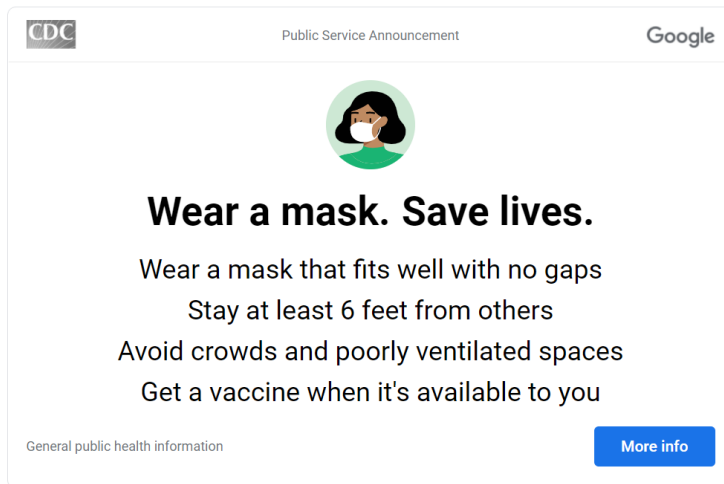 CDC
Public Service Announcement
Google
Wear a mask. Save lives.
Wear a mask that fits well with no gaps
Stay at least 6 feet from others
Avoid crowds and poorly ventilated spaces
Get a vaccine when it's available to you
General public health information
More info